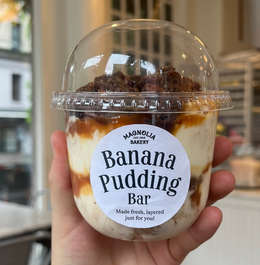 MAGNOLIA
BAKERY
Banana
Pudding
Bar
Made fresh, layered
just for you!